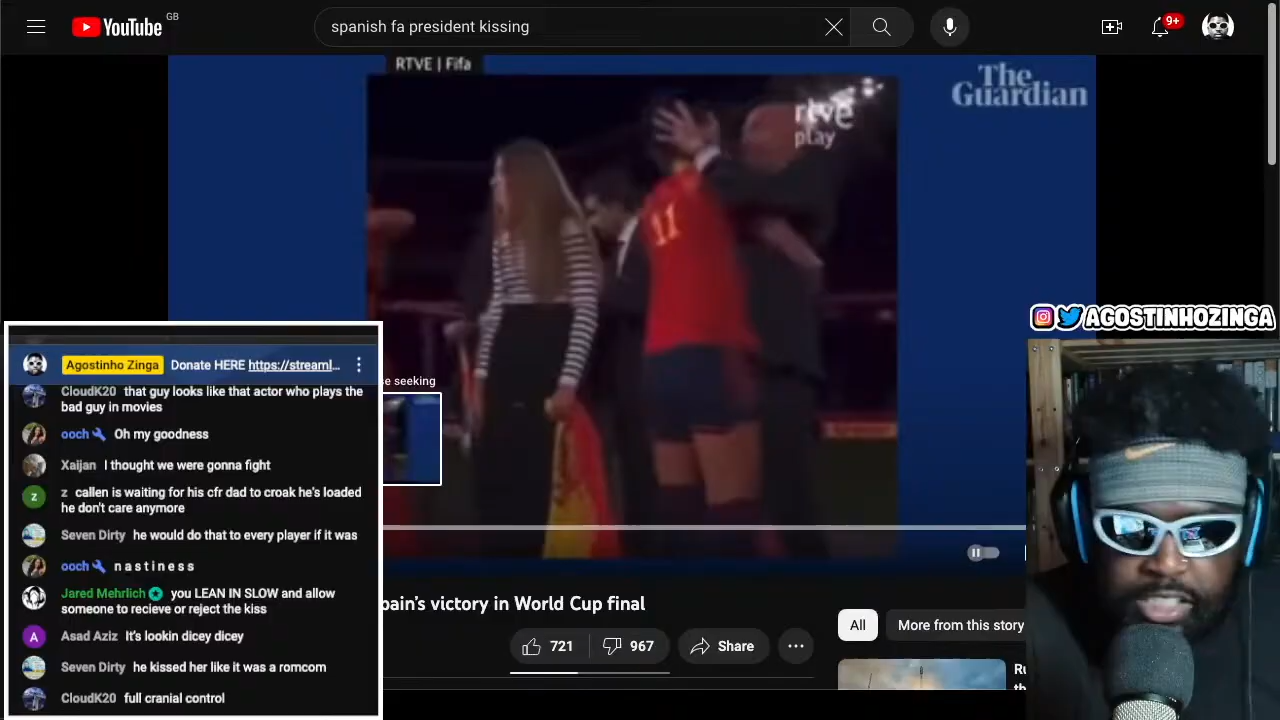 YouTube GB
spanish fa president kissing
9+
RTVE | Fifa
The
Guardian
rtve
play
11
AGOSTINHOZINGA
Agostinho Zinga Donate HERE https://streaml...
se seeking
CloudK20 that guy looks like that actor who plays the
bad guy in movies
ooch Oh my goodness
Xaijan I thought we were gonna fight
z z callen is waiting for his cfr dad to croak he's loaded
he don't care anymore
Seven Dirty he would do that to every player if it was
ooch n a s t i n e s s
Jared Mehrlich you LEAN IN SLOW and allow
someone to recieve or reject the kiss
A Asad Aziz It's lookin dicey dicey
Seven Dirty he kissed her like it was a romcom
CloudK20 full cranial control
pain's victory in World Cup final
721 967 Share
All More from this story
Ru
th